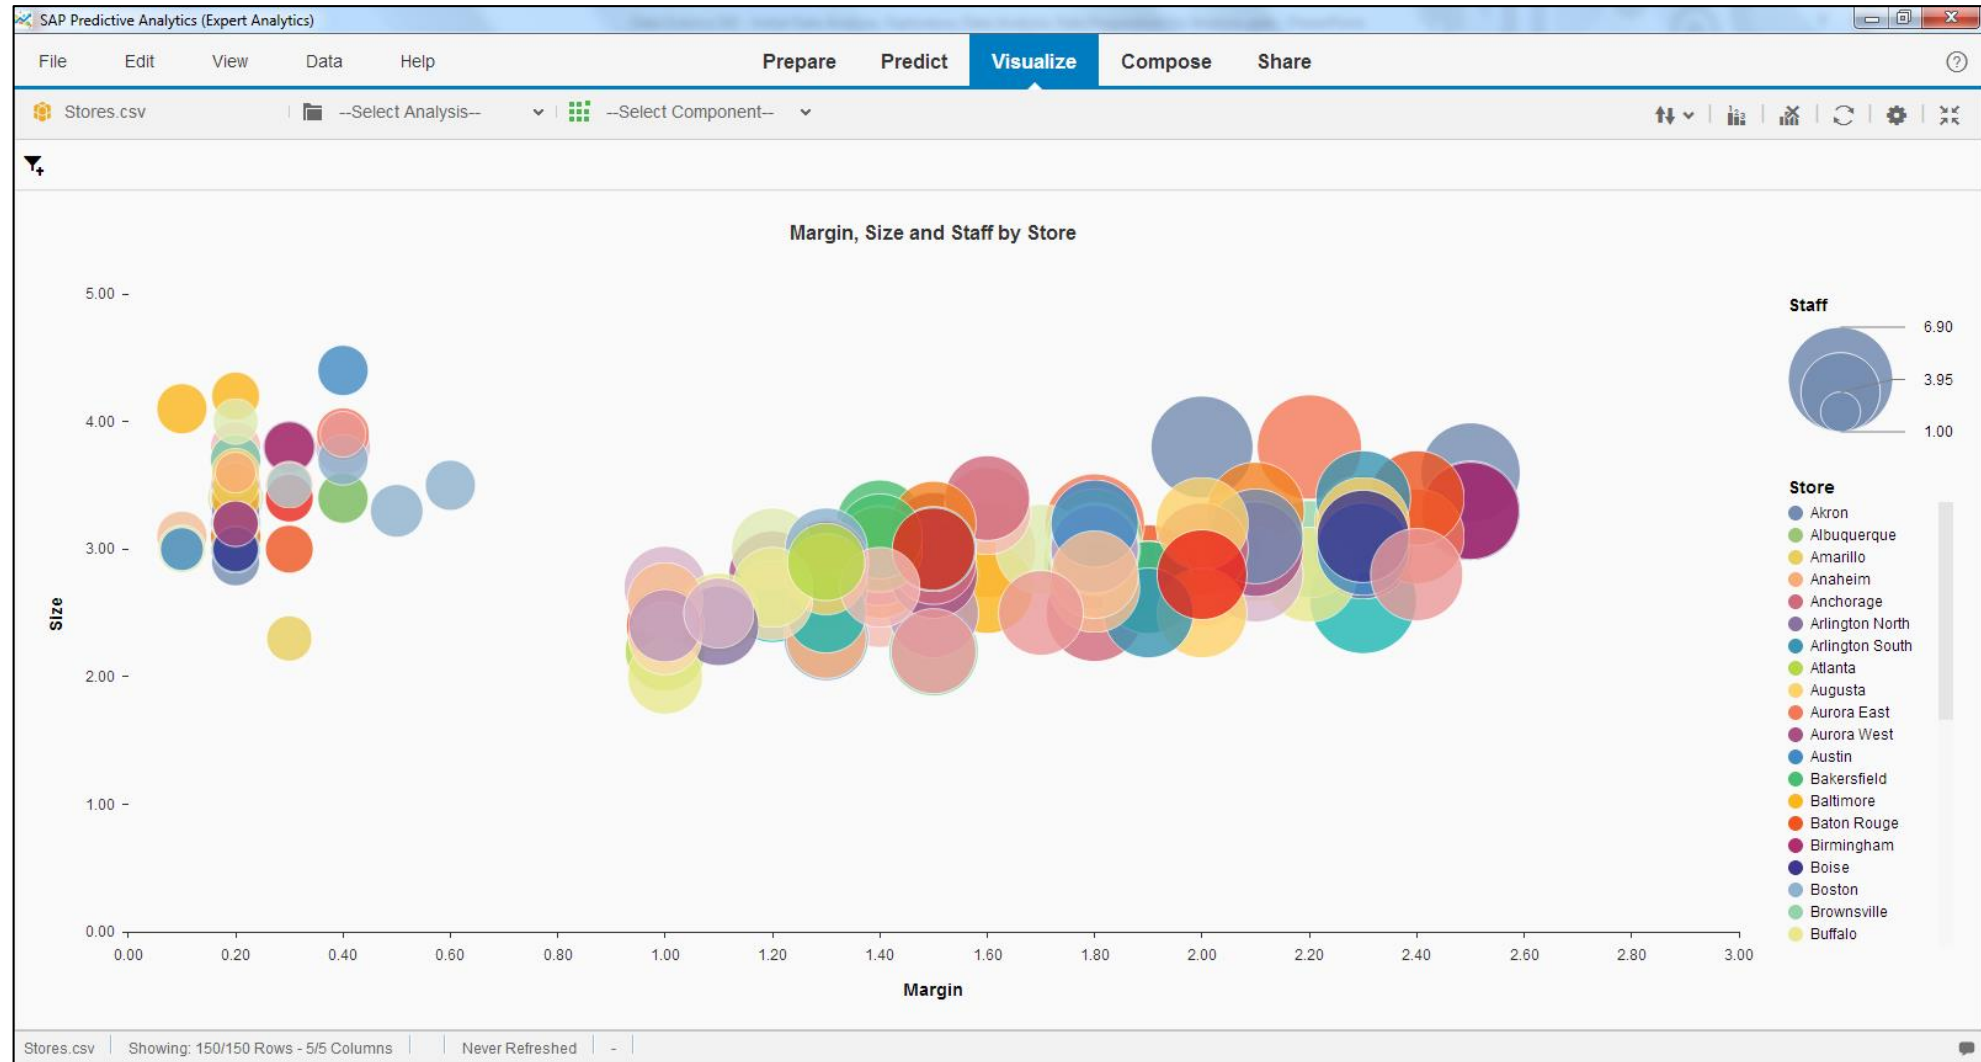 SAP Predictive Analytics (Expert Analytics)
File Edit View Data Help Prepare Predict Visualize Compose Share
Stores.csv --Select Analysis-- --Select Component--
Margin, Size and Staff by Store
5.00
4.00
3.00
2.00
1.00
0.00
Size
0.00 0.20 0.40 0.60 0.80 1.00 1.20 1.40 1.60 1.80 2.00 2.20 2.40 2.60 2.80 3.00
Margin
Staff
6.90
3.95
1.00
Store
Akron
Albuquerque
Amarillo
Anaheim
Anchorage
Arlington North
Arlington South
Atlanta
Augusta
Aurora East
Aurora West
Austin
Bakersfield
Baltimore
Baton Rouge
Birmingham
Boise
Boston
Brownsville
Buffalo
Stores.csv Showing: 150/150 Rows - 5/5 Columns Never Refreshed -